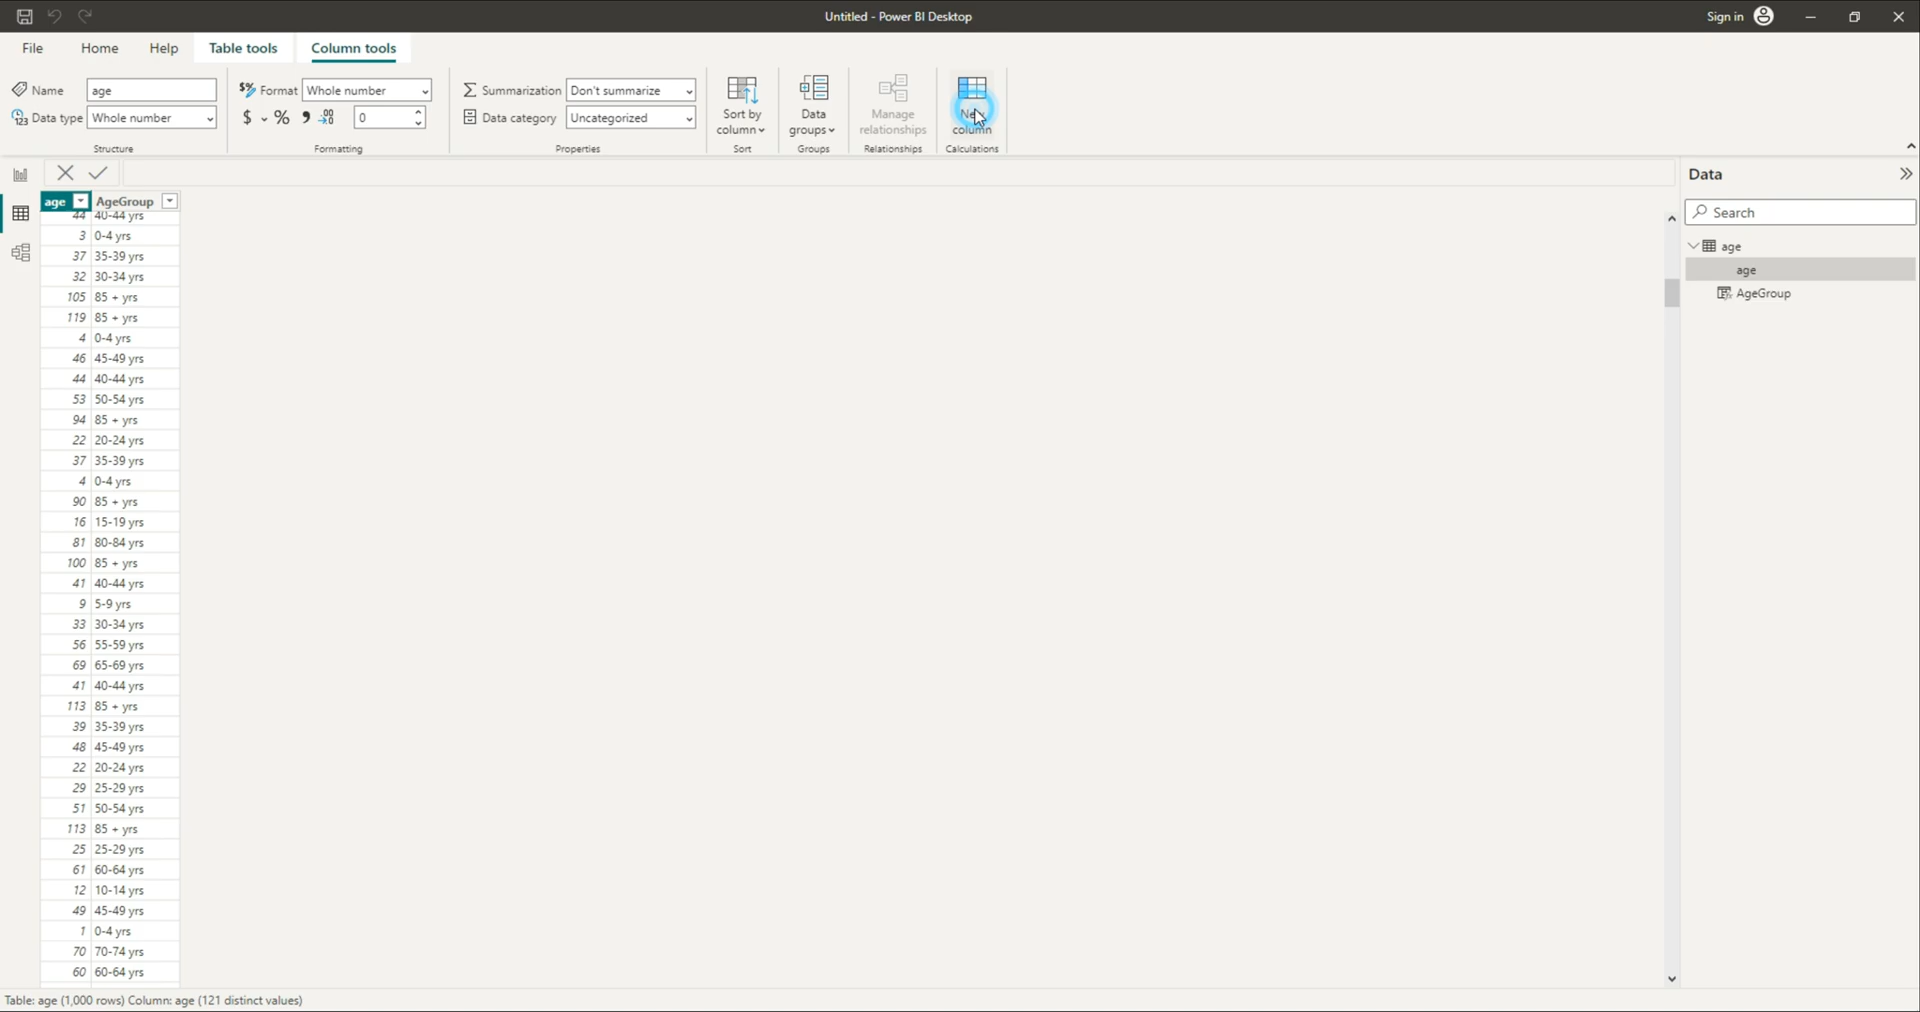 Untitled - Power BI Desktop
Sign in
File Home Help Table tools Column tools
Name age
Data type Whole number
Structure
$% Format Whole number
$ % 0
Formatting
Summarization Don't summarize
Data category Uncategorized
Properties
Sort by column
Sort
Data groups
Groups
Manage relationships
Relationships
New column
Calculations
age AgeGroup
44 40-44 yrs
3 0-4 yrs
37 35-39 yrs
32 30-34 yrs
105 85 + yrs
119 85 + yrs
4 0-4 yrs
46 45-49 yrs
44 40-44 yrs
53 50-54 yrs
94 85 + yrs
22 20-24 yrs
37 35-39 yrs
4 0-4 yrs
90 85 + yrs
16 15-19 yrs
81 80-84 yrs
100 85 + yrs
41 40-44 yrs
9 5-9 yrs
33 30-34 yrs
56 55-59 yrs
69 65-69 yrs
41 40-44 yrs
113 85 + yrs
39 35-39 yrs
48 45-49 yrs
22 20-24 yrs
29 25-29 yrs
51 50-54 yrs
113 85 + yrs
25 25-29 yrs
61 60-64 yrs
12 10-14 yrs
49 45-49 yrs
1 0-4 yrs
70 70-74 yrs
60 60-64 yrs
Data
Search
age
age
AgeGroup
Table: age (1,000 rows) Column: age (121 distinct values)